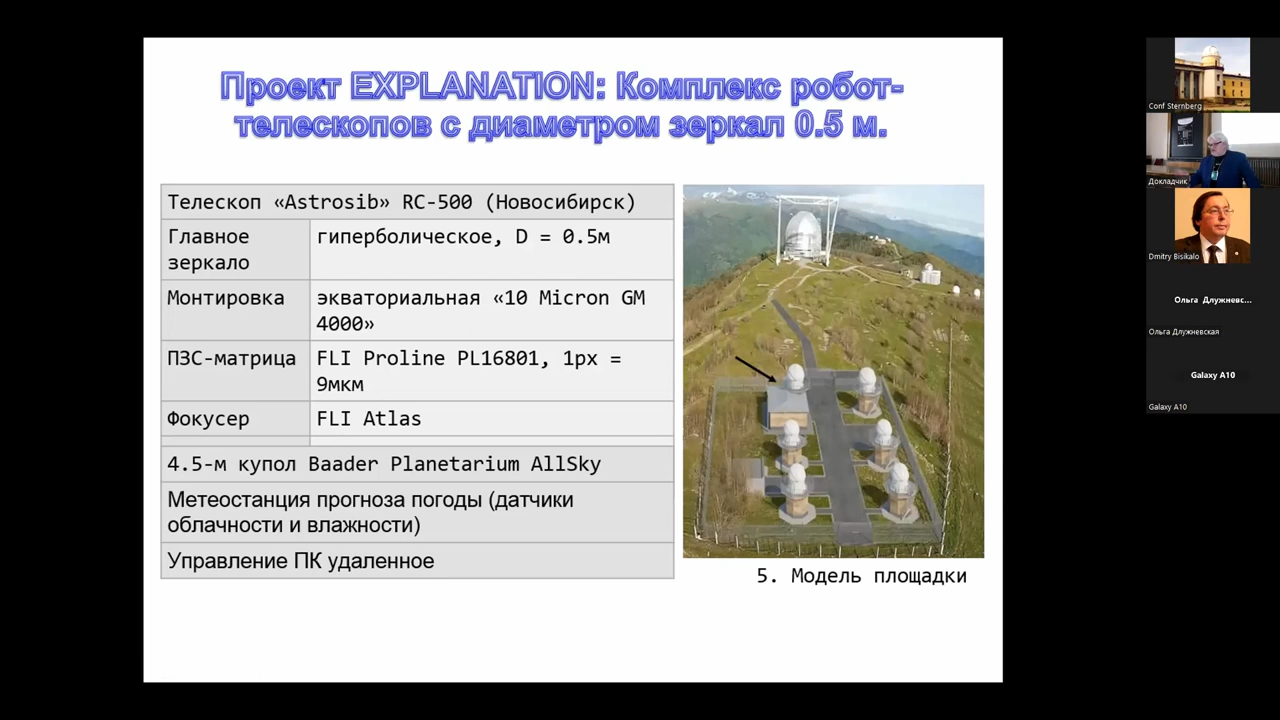 Проект EXPLANATION: Комплекс робот-
телескопов с диаметром зеркал 0.5 м.
Телескоп «Astrosib» RC-500 (Новосибирск)
Главное
зеркало
гиперболическое, D = 0.5м
Монтировка
экваториальная «10 Micron GM
4000»
ПЗС-матрица
FLI Proline PL16801, 1px =
9мкм
Фокусер
FLI Atlas
4.5-м купол Baader Planetarium AllSky
Метеостанция прогноза погоды (датчики
облачности и влажности)
Управление ПК удаленное
5. Модель площадки
Conf Sternberg
Докладчик
Dmitry Bisikalo
Ольга Длужневс...
Ольга Длужневская
Galaxy A10
Galaxy A10